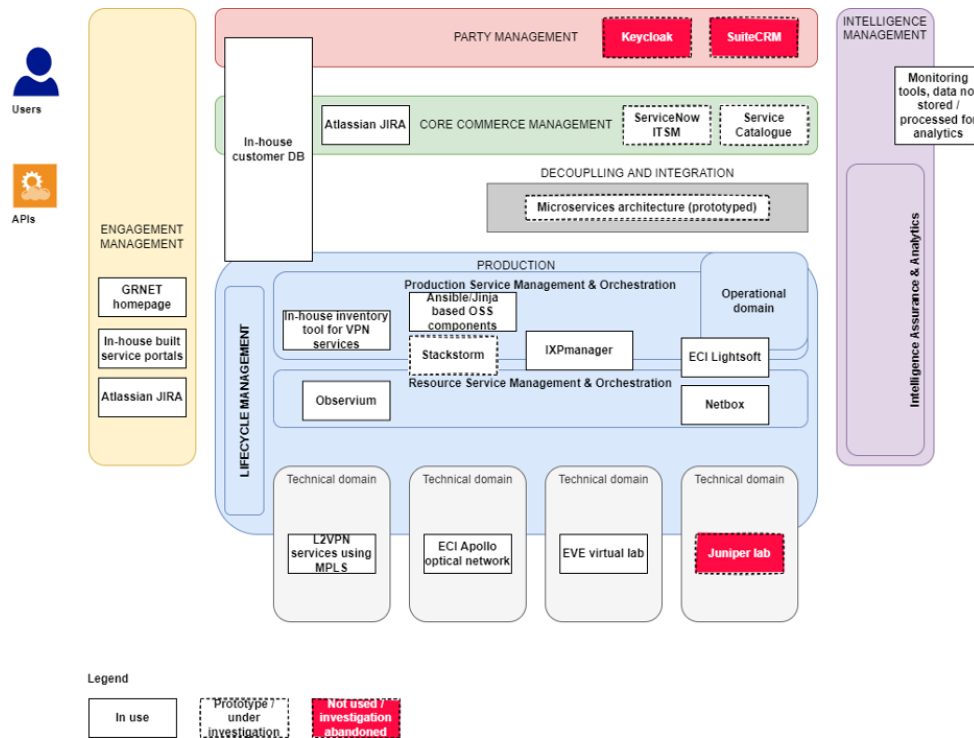 PARTY MANAGEMENT
Keycloak
SuiteCRM
INTELLIGENCE
MANAGEMENT
Users
Monitoring
tools, data no
stored /
processed for
analytics
In-house
customer DB
Atlassian JIRA
CORE COMMERCE MANAGEMENT
ServiceNow
ITSM
Service
Catalogue
DECOUPLLING AND INTEGRATION
Microservices architecture (prototyped)
APIs
ENGAGEMENT
MANAGEMENT
GRNET
homepage
In-house built
service portals
Atlassian JIRA
PRODUCTION
LIFECYCLE MANAGEMENT
Production Service Management & Orchestration
Operational
domain
In-house inventory
tool for VPN
services
Ansible/Jinja
based OSS
components
Stackstorm
IXPmanager
ECI Lightsoft
Resource Service Management & Orchestration
Observium
Netbox
Intelligence Assurance & Analytics
Technical domain
L2VPN
services using
MPLS
Technical domain
ECI Apollo
optical network
Technical domain
EVE virtual lab
Technical domain
Juniper lab
Legend
In use
Prototype /
under
investigation
Not used /
investigation
abandoned